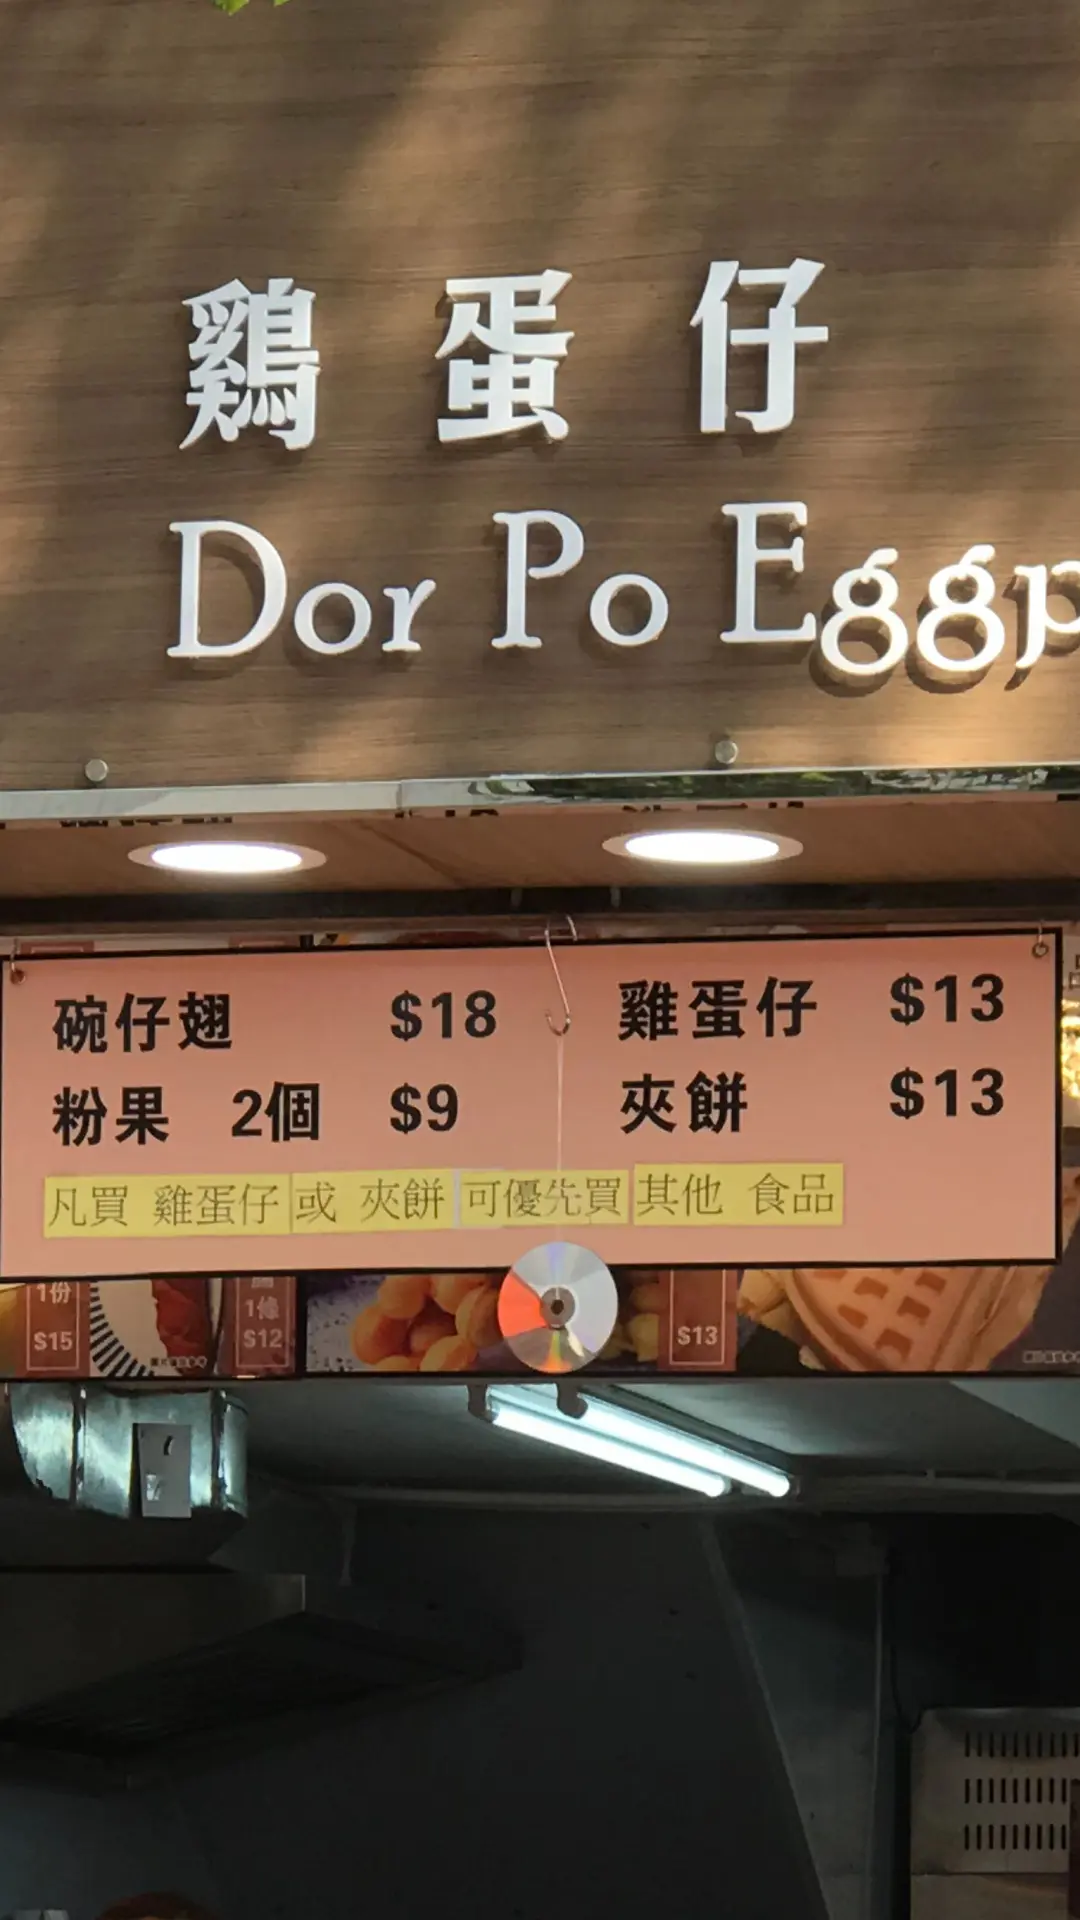 鷄蛋仔
Dor Po Eggp
碗仔翅 $18 雞蛋仔 $13
粉果 2個 $9 夾餅 $13
凡買 雞蛋仔 或 夾餅 可優先買 其他 食品
1份
$15
1條
$12
$13